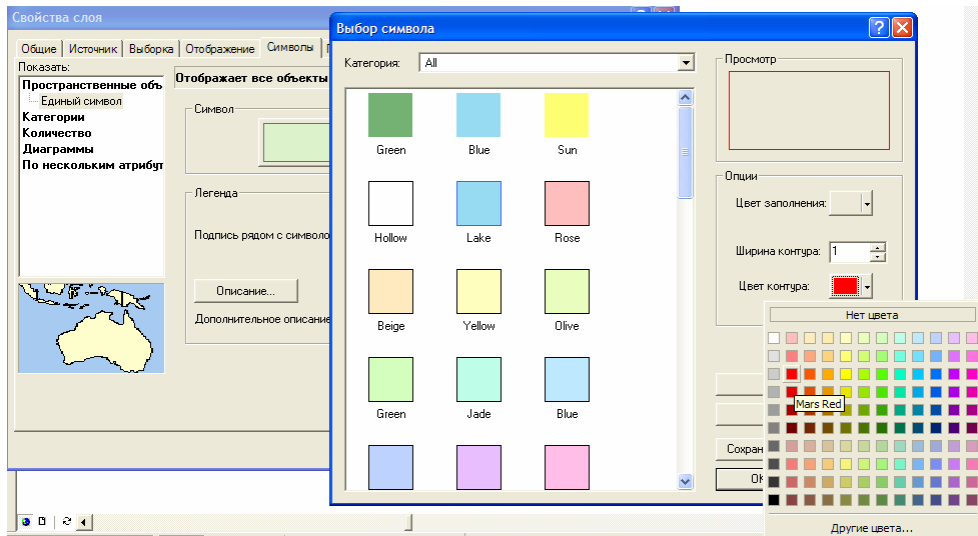 Свойства слоя
Общие Источник Выборка Отображение Символы
Показать:
Пространственные объ
Единый символ
Категории
Количество
Диаграммы
По нескольким атрибут
Отображает все объекты
Символ
Легенда
Подпись рядом с символо
Описание...
Дополнительное описание
Выбор символа
Категория: All
Green Blue Sun
Hollow Lake Rose
Beige Yellow Olive
Green Jade Blue
Просмотр
Опции
Цвет заполнения:
Ширина контура: 1
Цвет контура:
Сохран
OK
Нет цвета
Mars Red
Другие цвета...